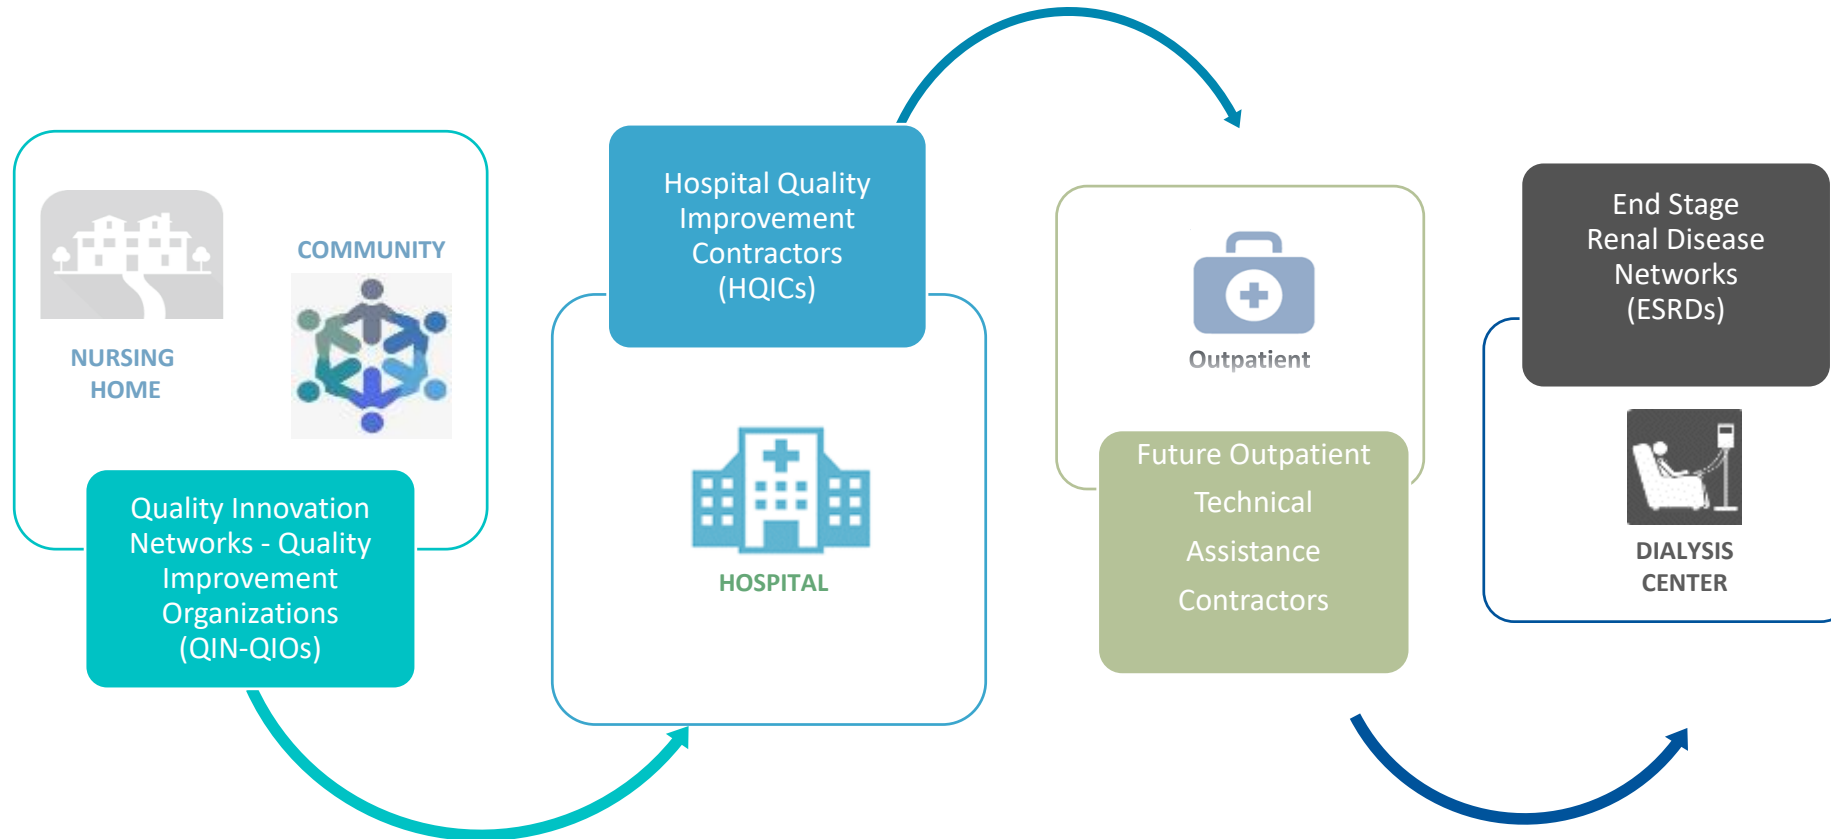 NURSING
HOME
COMMUNITY
Quality Innovation
Networks - Quality
Improvement
Organizations
(QIN-QIOs)
Hospital Quality
Improvement
Contractors
(HQICs)
HOSPITAL
Outpatient
Future Outpatient
Technical
Assistance
Contractors
End Stage
Renal Disease
Networks
(ESRDs)
DIALYSIS
CENTER